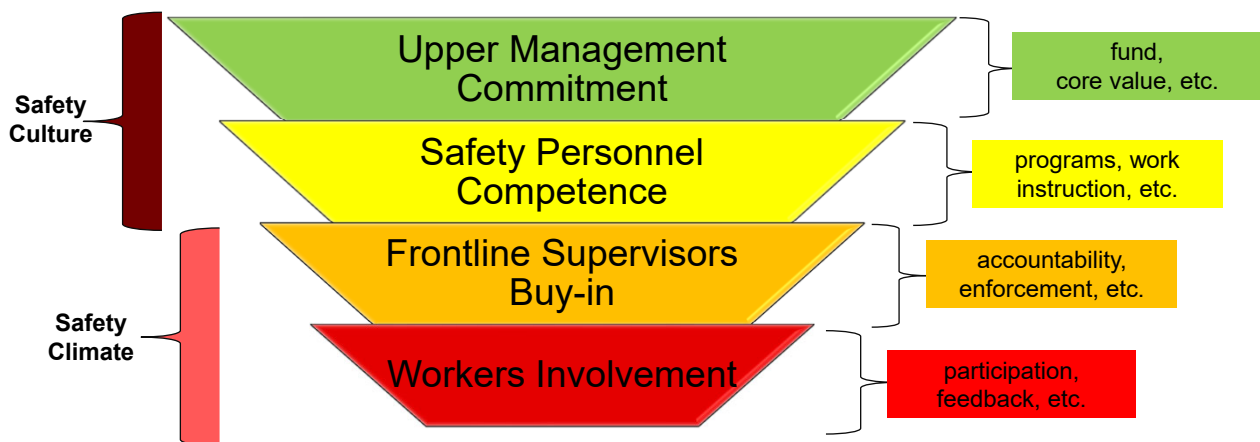 Upper Management
Commitment
fund,
core value, etc.
Safety
Culture
Safety Personnel
Competence
programs, work
instruction, etc.
Frontline Supervisors
Buy-in
accountability,
enforcement, etc.
Safety
Climate
Workers Involvement
participation,
feedback, etc.